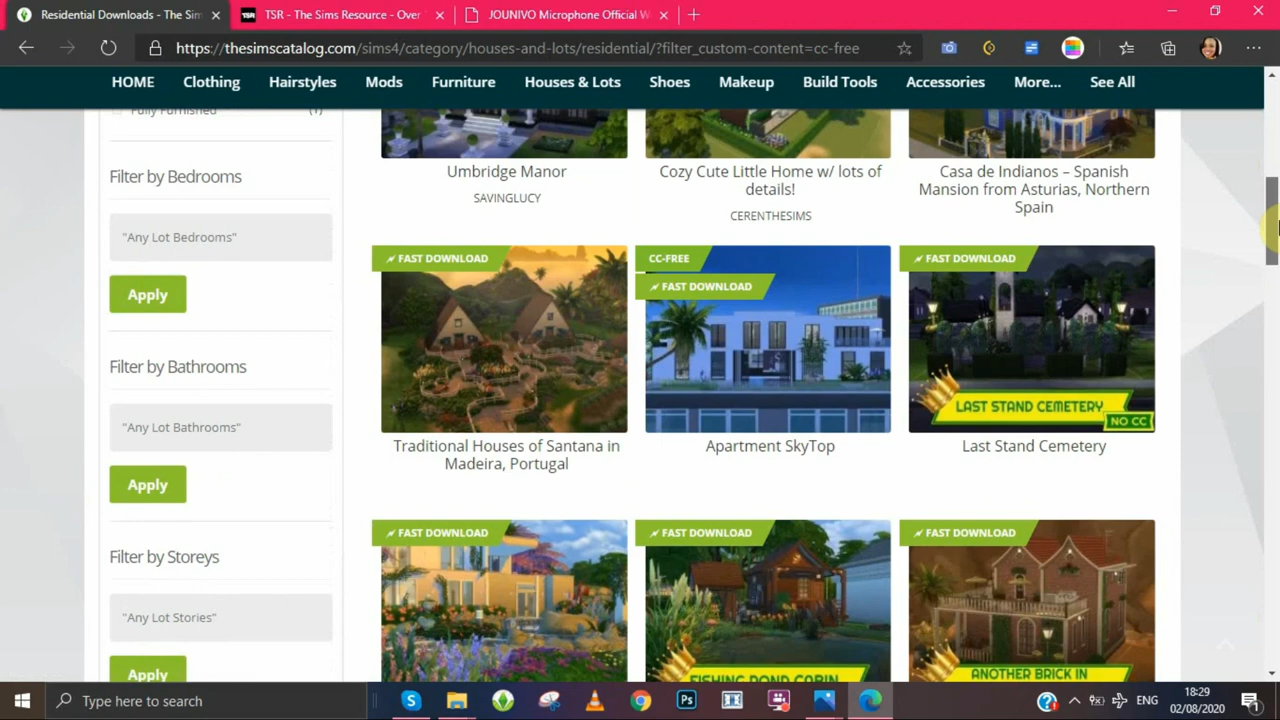 Residential Downloads - The Sim
TSR - The Sims Resource - Over
JOUNIVO Microphone Official W
https://thesimscatalog.com/sims4/category/houses-and-lots/residential/?filter_custom-content=cc-free
HOME Clothing Hairstyles Mods Furniture Houses & Lots Shoes Makeup Build Tools Accessories More... See All
Fully Furnished (1)
Filter by Bedrooms
"Any Lot Bedrooms"
Apply
Filter by Bathrooms
"Any Lot Bathrooms"
Apply
Filter by Storeys
"Any Lot Stories"
Apply
Umbridge Manor
SAVINGLUCY
Cozy Cute Little Home w/ lots of
details!
CERENTHESIMS
Casa de Indianos – Spanish
Mansion from Asturias, Northern
Spain
FAST DOWNLOAD
Traditional Houses of Santana in
Madeira, Portugal
CC-FREE
FAST DOWNLOAD
Apartment SkyTop
FAST DOWNLOAD
LAST STAND CEMETERY
NO CC
Last Stand Cemetery
FAST DOWNLOAD
FAST DOWNLOAD
FISHING POND CABIN
FAST DOWNLOAD
ANOTHER BRICK IN
Type here to search
Ps
ENG
18:29
02/08/2020
1